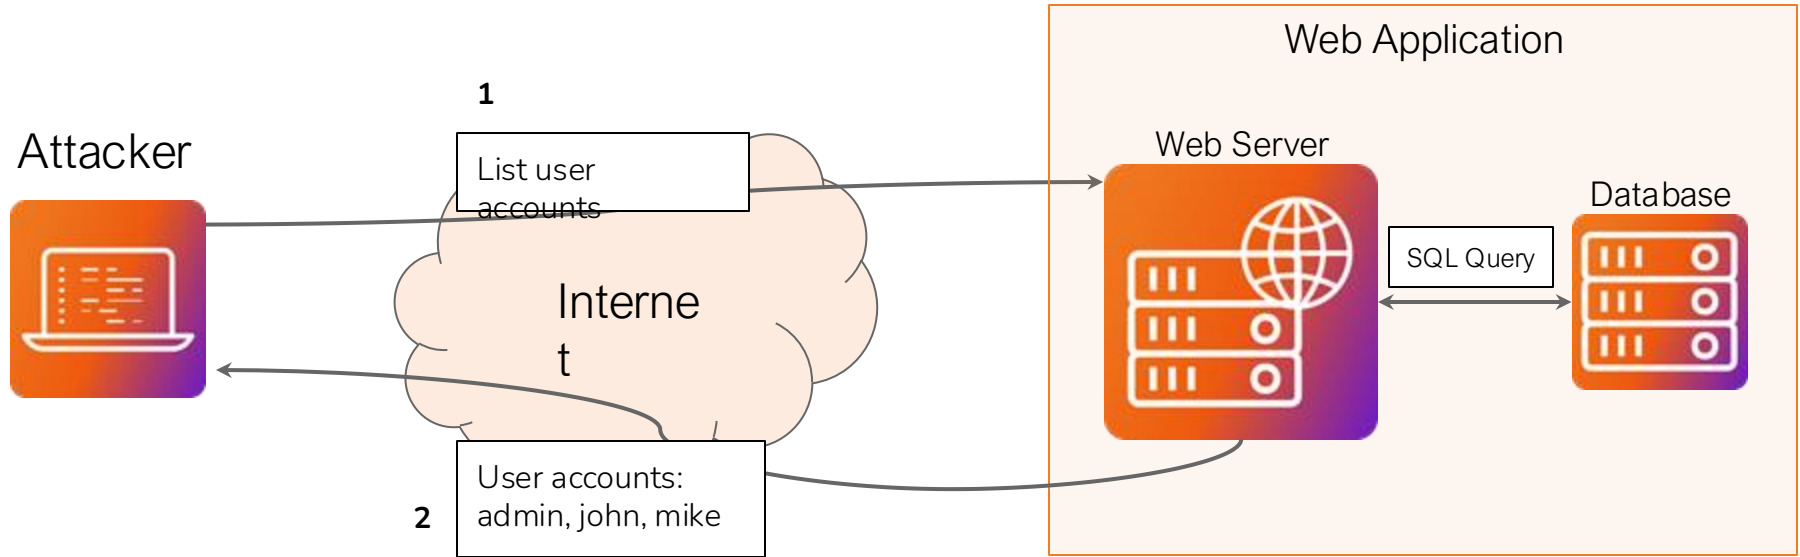 Web Application
1
Attacker
Web Server
List user
accounts
Database
SQL Query
Interne
t
User accounts:
admin, john, mike
2